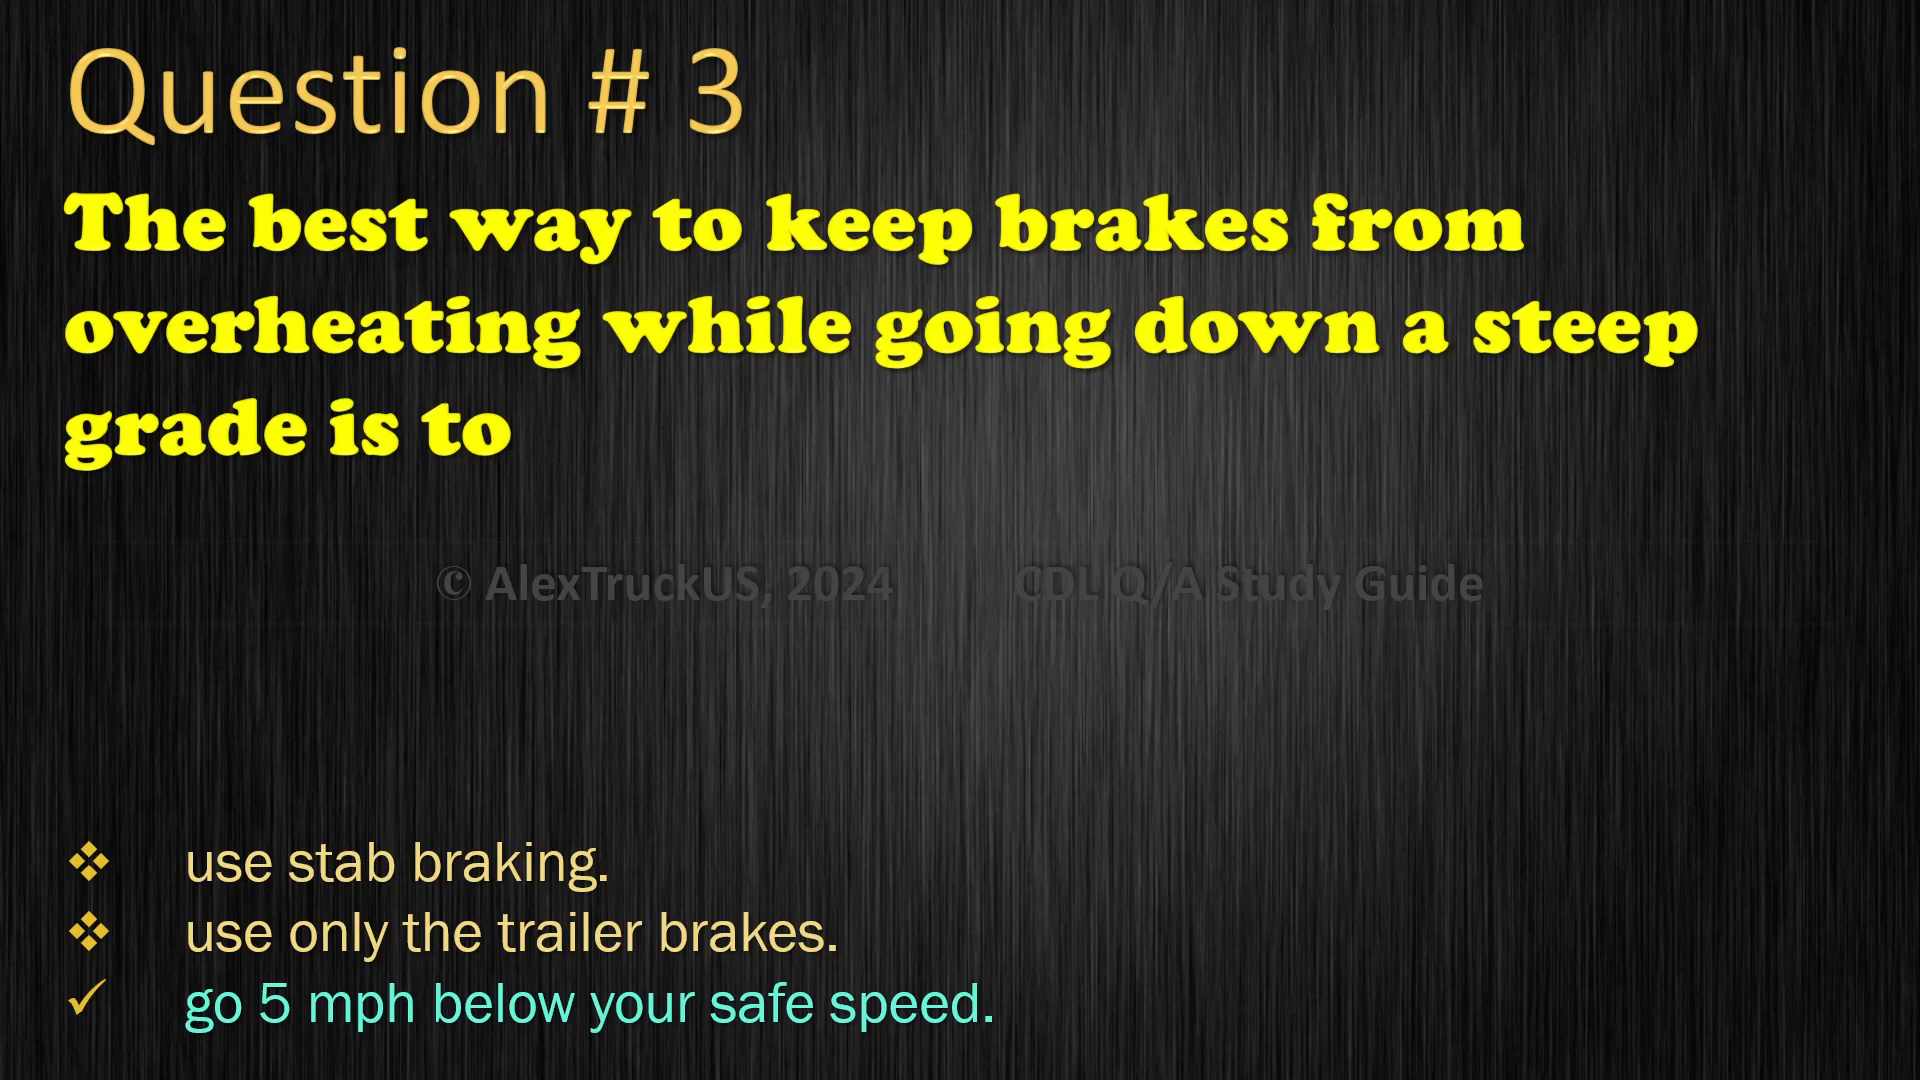 Question # 3
The best way to keep brakes from
overheating while going down a steep
grade is to
© AlexTruckUS, 2024 CDL Q/A Study Guide
❖ use stab braking.
❖ use only the trailer brakes.
✓ go 5 mph below your safe speed.